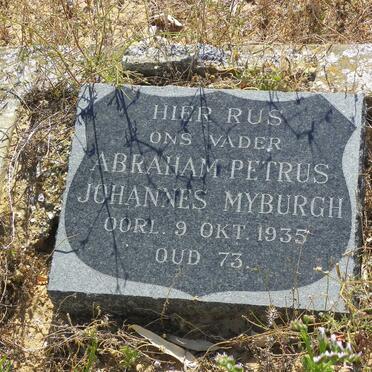 HIER RUS
ONS VADER
ABRAHAM PETRUS
JOHANNES MYBURGH
OORL. 9 OKT. 1935
OUD 73.